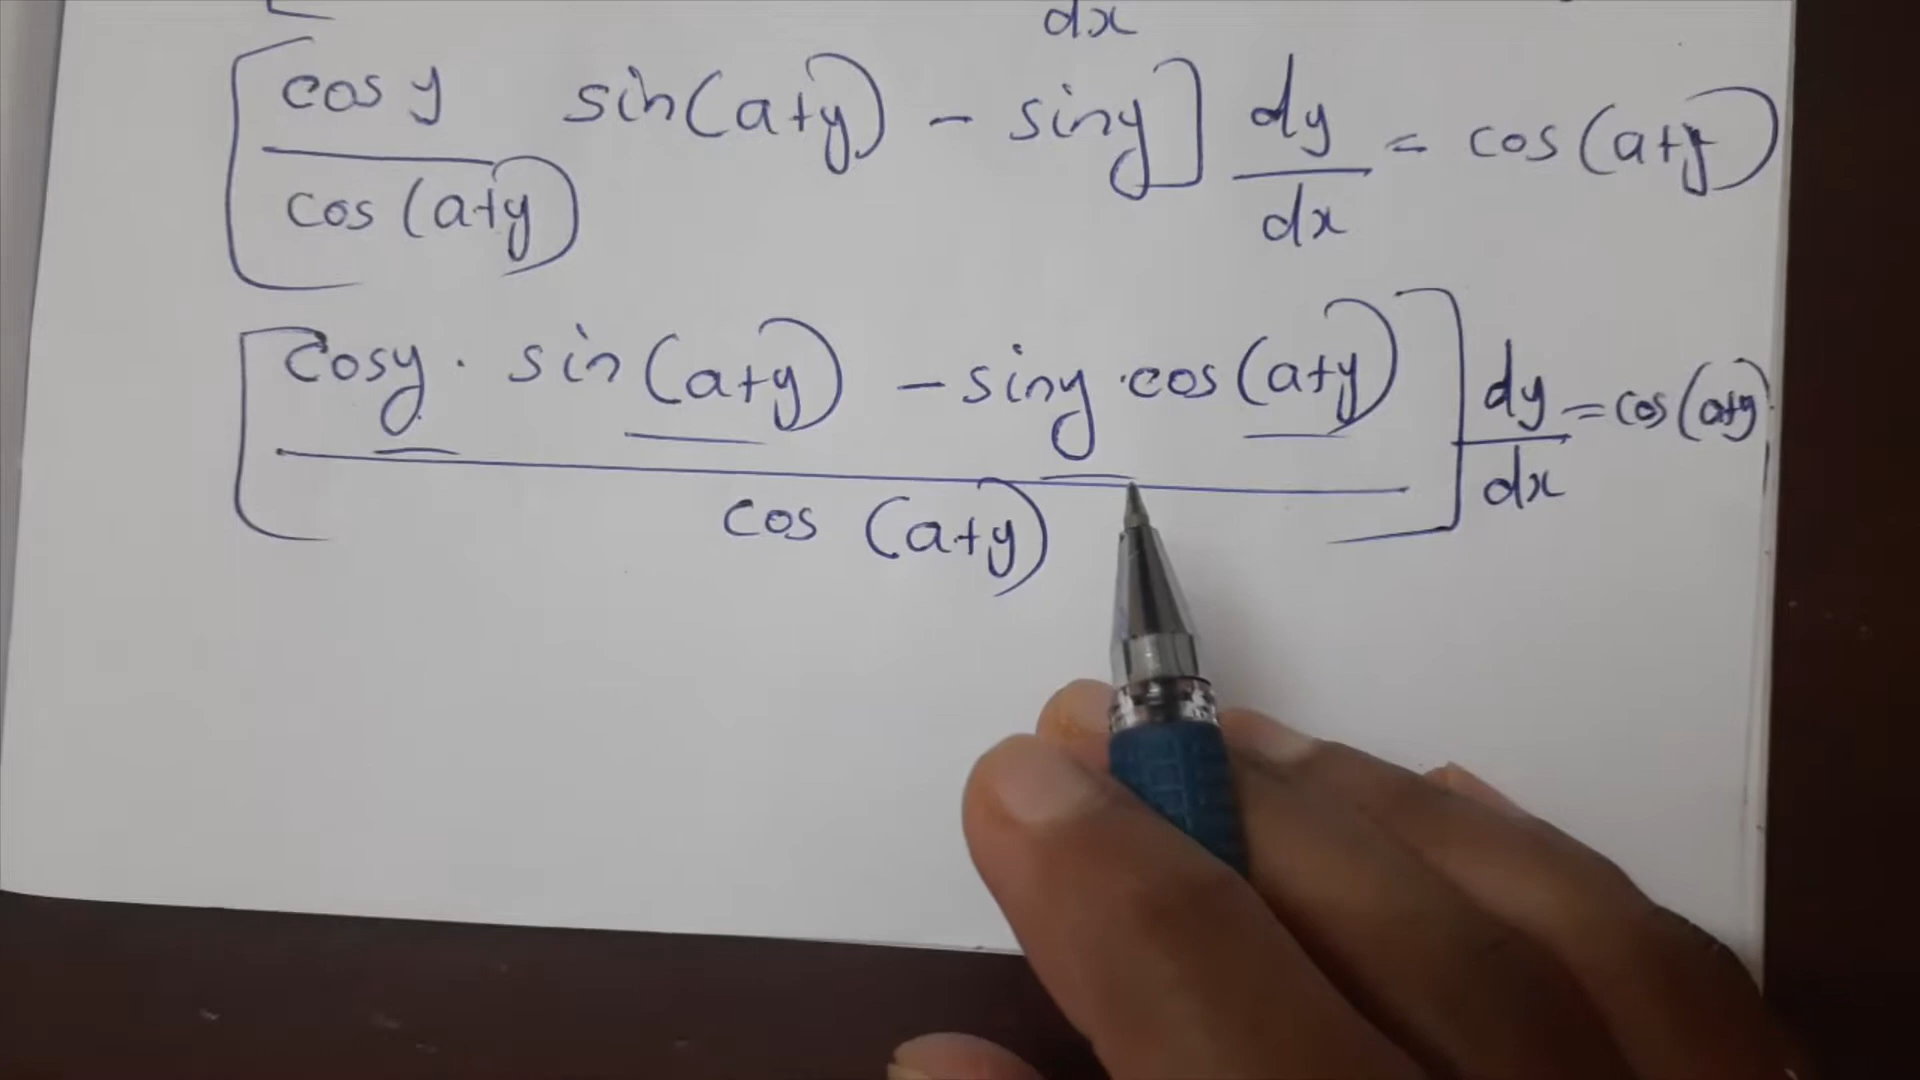 dx
[cos y / cos (a+y) sin(a+y) - siny] dy/dx = cos (a+y)
[cosy · sin (a+y) - siny · cos (a+y) / cos (a+y)] dy/dx = cos (a+y)